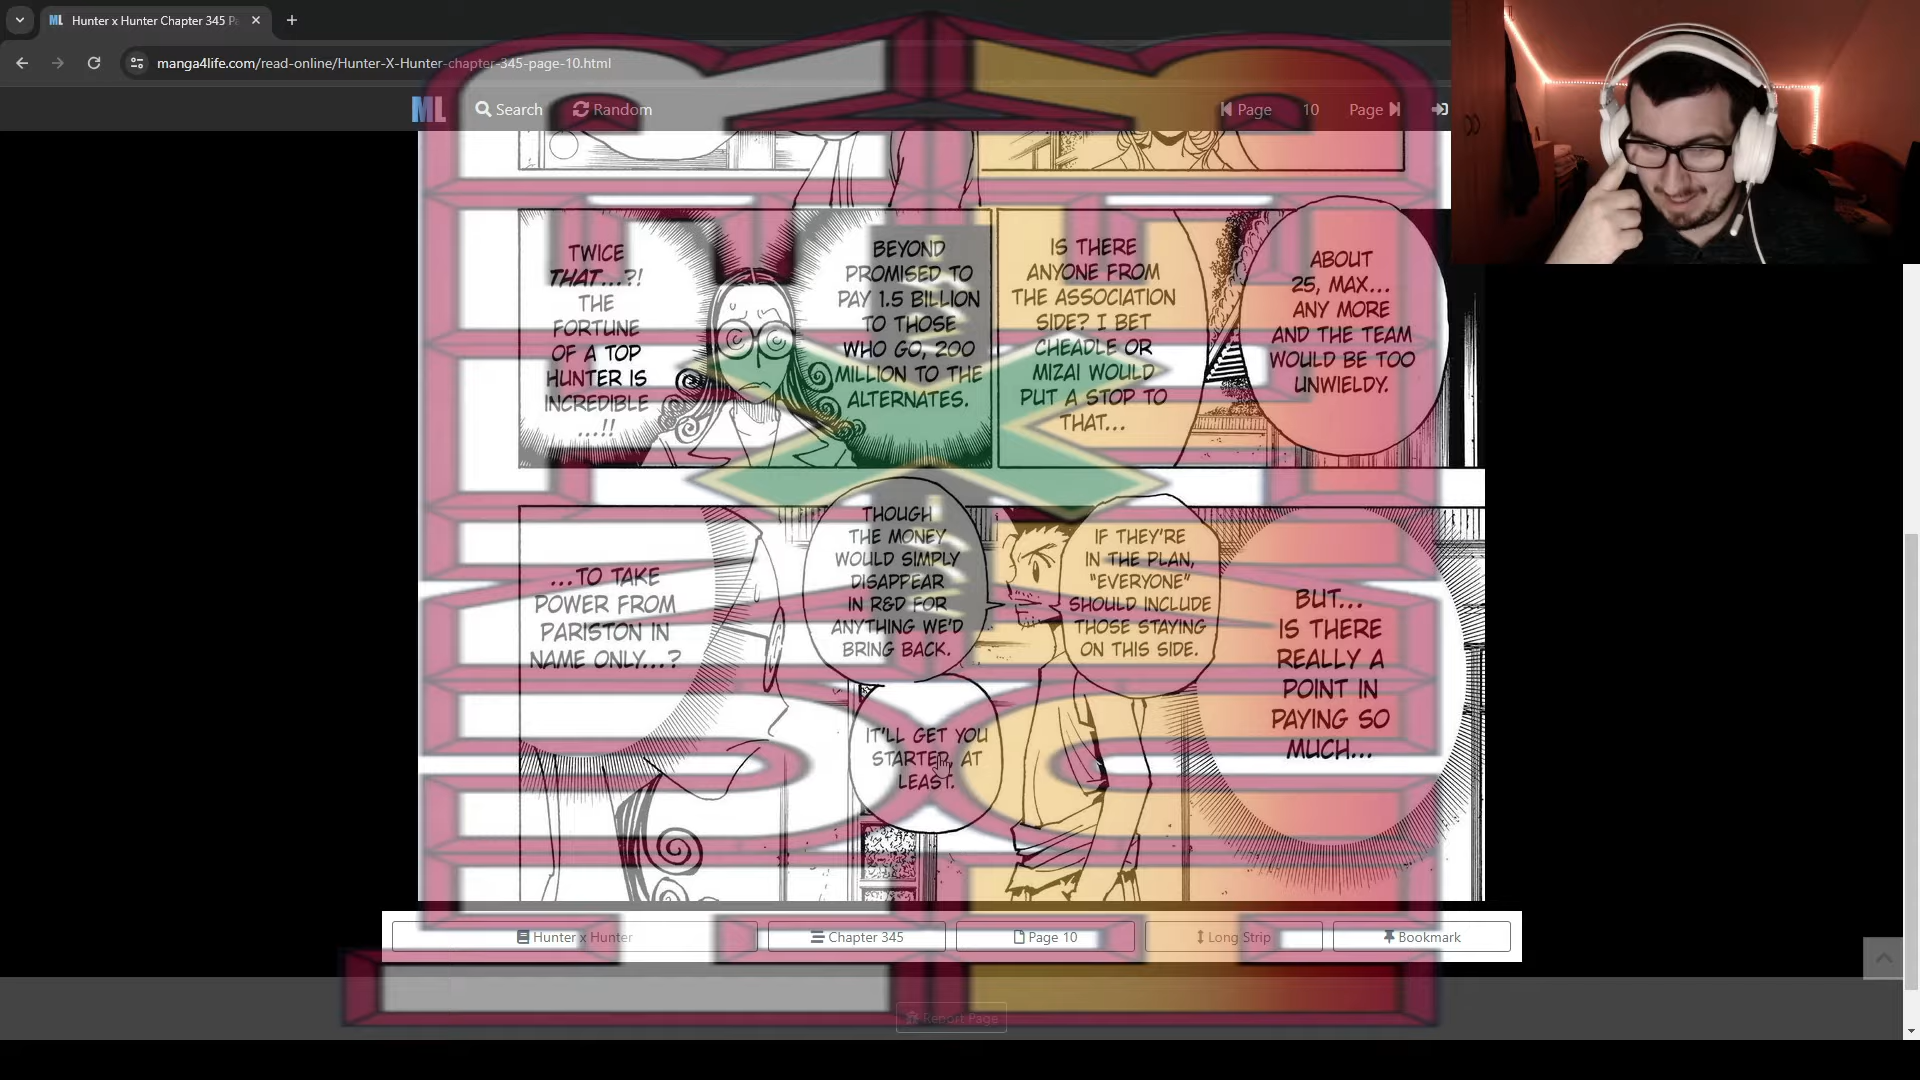 Hunter x Hunter Chapter 345 P
manga4life.com/read-online/Hunter-X-Hunter-chapter-345-page-10.html
ML
Search
Random
Page
10
Page
ABOUT
25, MAX...
ANY MORE
AND THE TEAM
WOULD BE TOO
UNWIELDY.
IS THERE
ANYONE FROM
THE ASSOCIATION
SIDE? I BET
CHEADLE OR
MIZAI WOULD
PUT A STOP TO
THAT...
BEYOND
PROMISED TO
PAY 1.5 BILLION
TO THOSE
WHO GO, 200
MILLION TO THE
ALTERNATES.
TWICE
THAT...?!
THE
FORTUNE
OF A TOP
HUNTER IS
INCREDIBLE
...!!
BUT...
IS THERE
REALLY A
POINT IN
PAYING SO
MUCH...
IF THEY'RE
IN THE PLAN,
"EVERYONE"
SHOULD INCLUDE
THOSE STAYING
ON THIS SIDE.
THOUGH
THE MONEY
WOULD SIMPLY
DISAPPEAR
IN R&D FOR
ANYTHING WE'D
BRING BACK.
IT'LL GET YOU
STARTED, AT
LEAST.
...TO TAKE
POWER FROM
PARISTON IN
NAME ONLY...?
Hunter x Hunter
Chapter 345
Page 10
Long Strip
Bookmark
Report Page